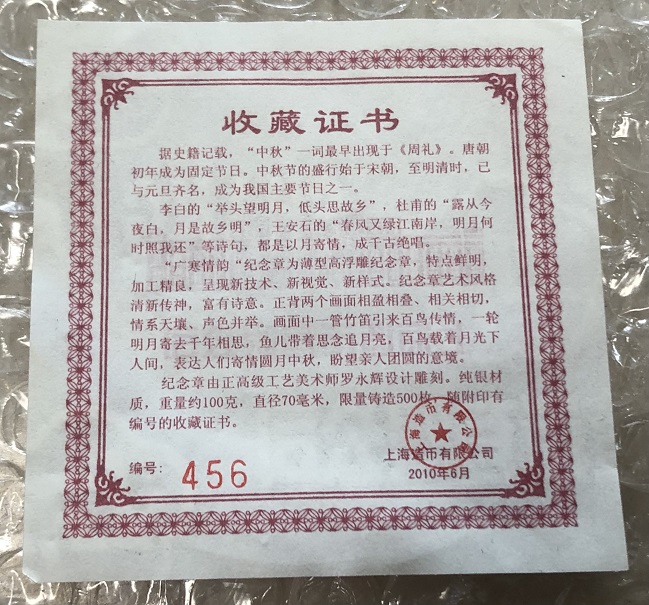 收藏证书
据史籍记载，“中秋”一词最早出现于《周礼》。唐朝
初年成为固定节日。中秋节的盛行始于宋朝，至明清时，已
与元旦齐名，成为我国主要节日之一。
李白的“举头望明月，低头思故乡”，杜甫的“露从今
夜白，月是故乡明”，王安石的“春风又绿江南岸，明月何
时照我还”等诗句，都是以月寄情，成千古绝唱。
“广寒情韵”纪念章为薄型高浮雕纪念章，特点鲜明，
加工精良，呈现新技术、新视觉、新样式。纪念章艺术风格
清新传神，富有诗意。正背两个画面相盈相叠、相关相切，
情系天壤、声色并举。画面中一管竹笛引来百鸟传情，一轮
明月寄去千年相思，鱼儿带着思念追月亮，百鸟载着月光下
人间，表达人们寄情圆月中秋，盼望亲人团圆的意境。
纪念章由正高级工艺美术师罗永辉设计雕刻。纯银材
质，重量约100克，直径70毫米，限量铸造500枚，随附印有
编号的收藏证书。
编号：456
上海造币有限公司
2010年6月
上海造币有限公司